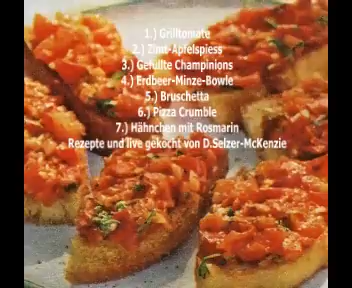 1.) Grilltomate
2.) Zimt-Apfelspiess
3.) Gefüllte Champinions
4.) Erdbeer-Minze-Bowle
5.) Bruschetta
6.) Pizza Crumble
7.) Hähnchen mit Rosmarin
Rezepte und live gekocht von D.Selzer-McKenzie